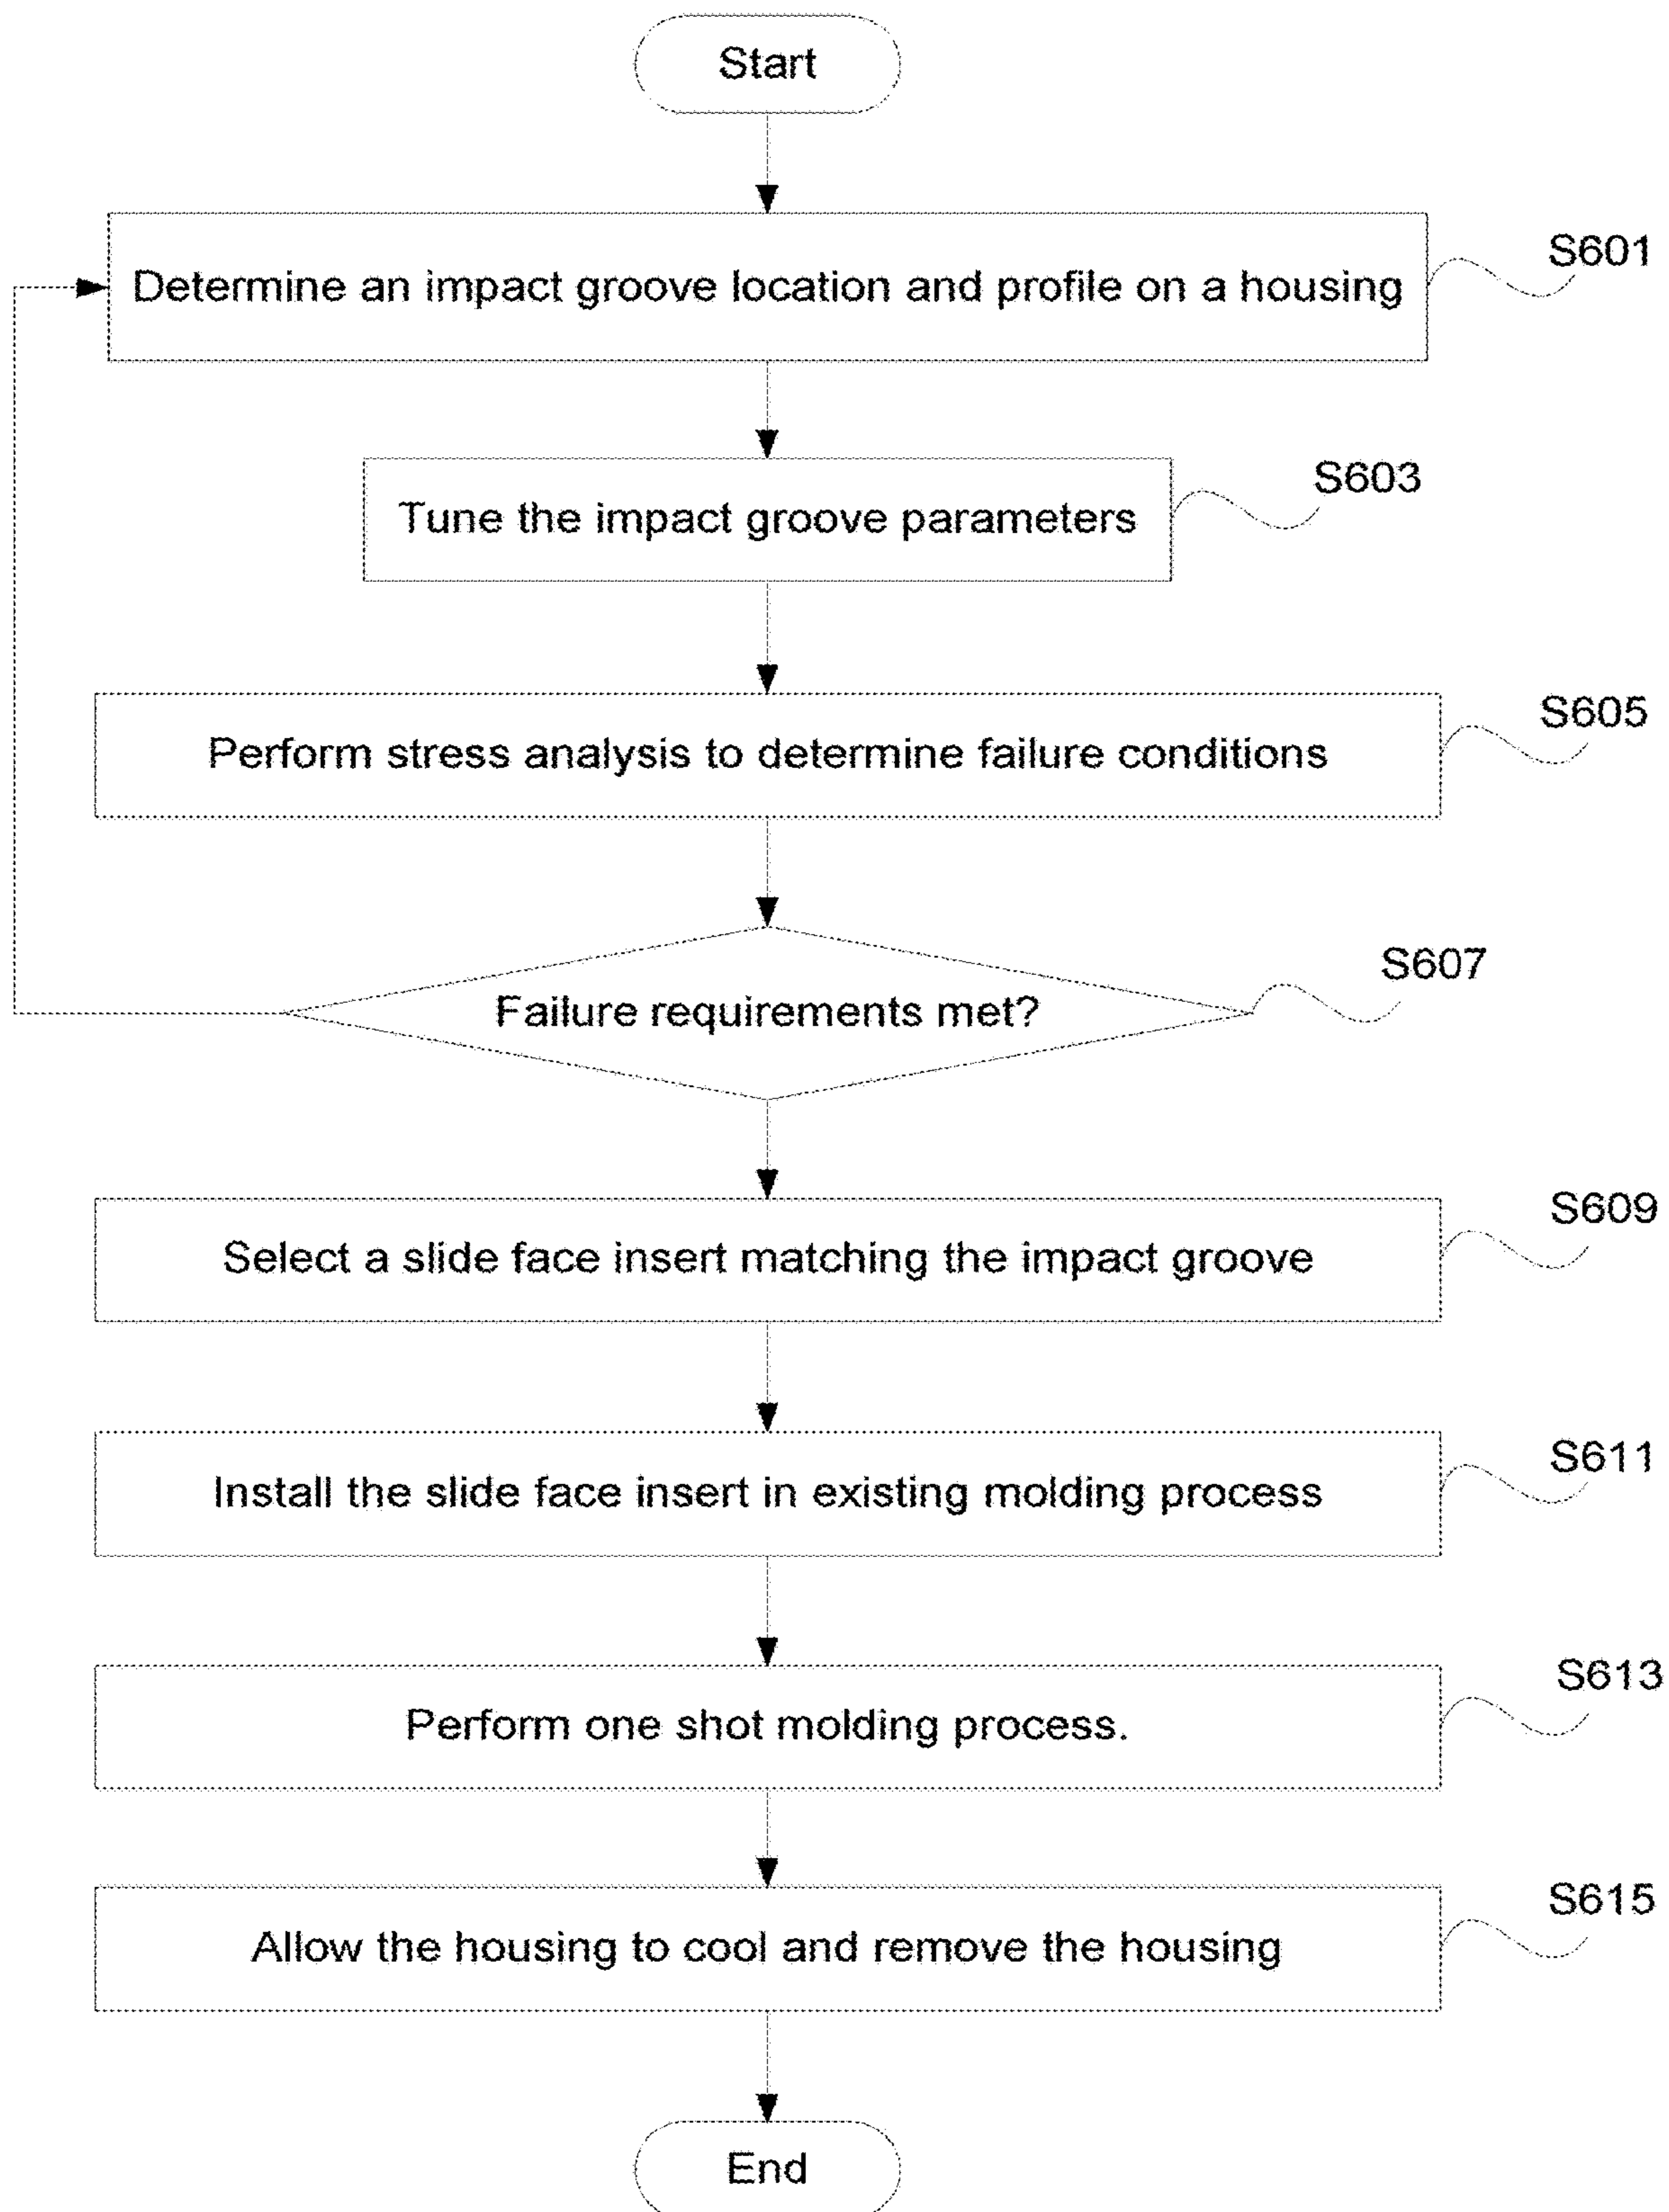 Start
Determine an impact groove location and profile on a housing
S601
Tune the impact groove parameters
S603
Perform stress analysis to determine failure conditions
S605
Failure requirements met?
S607
Select a slide face insert matching the impact groove
S609
Install the slide face insert in existing molding process
S611
Perform one shot molding process.
S613
Allow the housing to cool and remove the housing
S615
End